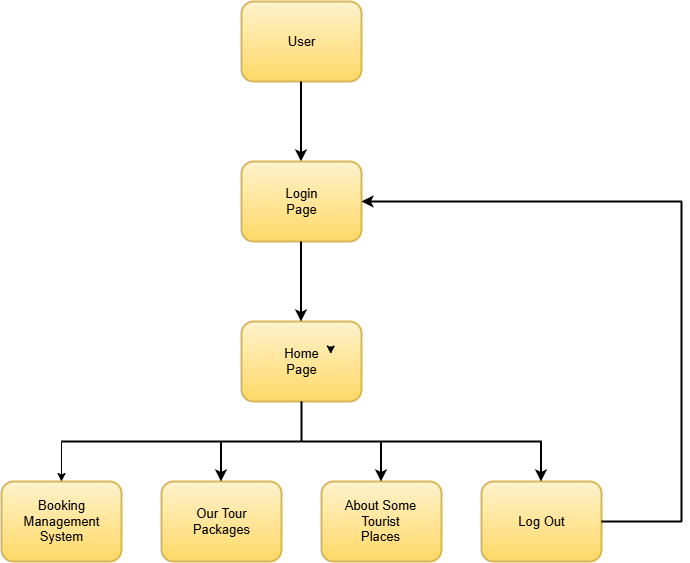 User
Login
Page
Home
Page
Booking
Management
System
Our Tour
Packages
About Some
Tourist
Places
Log Out